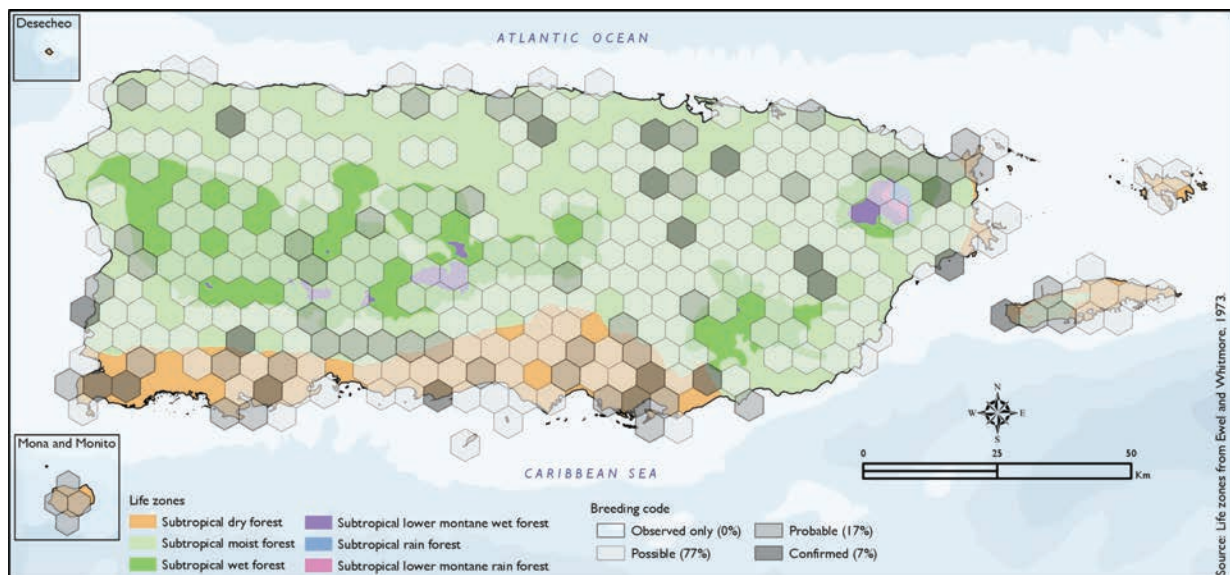 Desecheo
ATLANTIC OCEAN
Mona and Monito
CARIBBEAN SEA
N
W E
S
0 25 50
Km
Life zones
Subtropical dry forest
Subtropical moist forest
Subtropical wet forest
Subtropical lower montane wet forest
Subtropical rain forest
Subtropical lower montane rain forest
Breeding code
Observed only (0%)
Possible (77%)
Probable (17%)
Confirmed (7%)
Source: Life zones from Ewel and Whitmore, 1973.